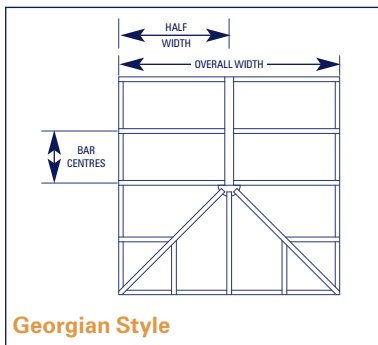 HALF
WIDTH
OVERALL WIDTH
BAR
CENTRES
Georgian Style